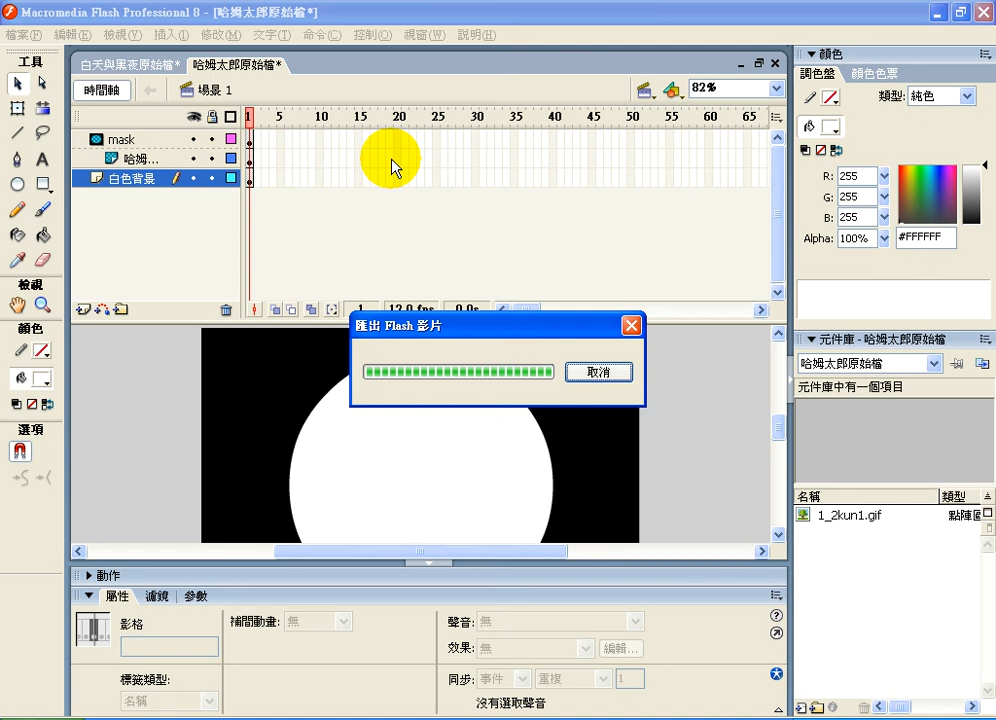 Macromedia Flash Professional 8 - [哈姆太郎原始檔*]
檔案(F) 編輯(E) 檢視(V) 插入(I) 修改(M) 文字(T) 命令(C) 控制(O) 視窗(W) 說明(H)
工具
檢視
顏色
選項
白天與黑夜原始檔* 哈姆太郎原始檔*
時間軸 場景 1 82%
1 5 10 15 20 25 30 35 40 45 50 55 60 65
mask
哈姆...
白色背景
1 12.0 fps 0.0s
匯出 Flash 影片
取消
動作
屬性 濾鏡 參數
影格
補間動畫: 無
標籤類型:
名稱
聲音: 無
效果: 無 編輯...
同步: 事件 重複 1
沒有選取聲音
顏色
調色盤 顏色色票
類型: 純色
R: 255
G: 255
B: 255
Alpha: 100% #FFFFFF
元件庫 - 哈姆太郎原始檔
哈姆太郎原始檔
元件庫中有一個項目
名稱 類型
1_2kun1.gif 點陣